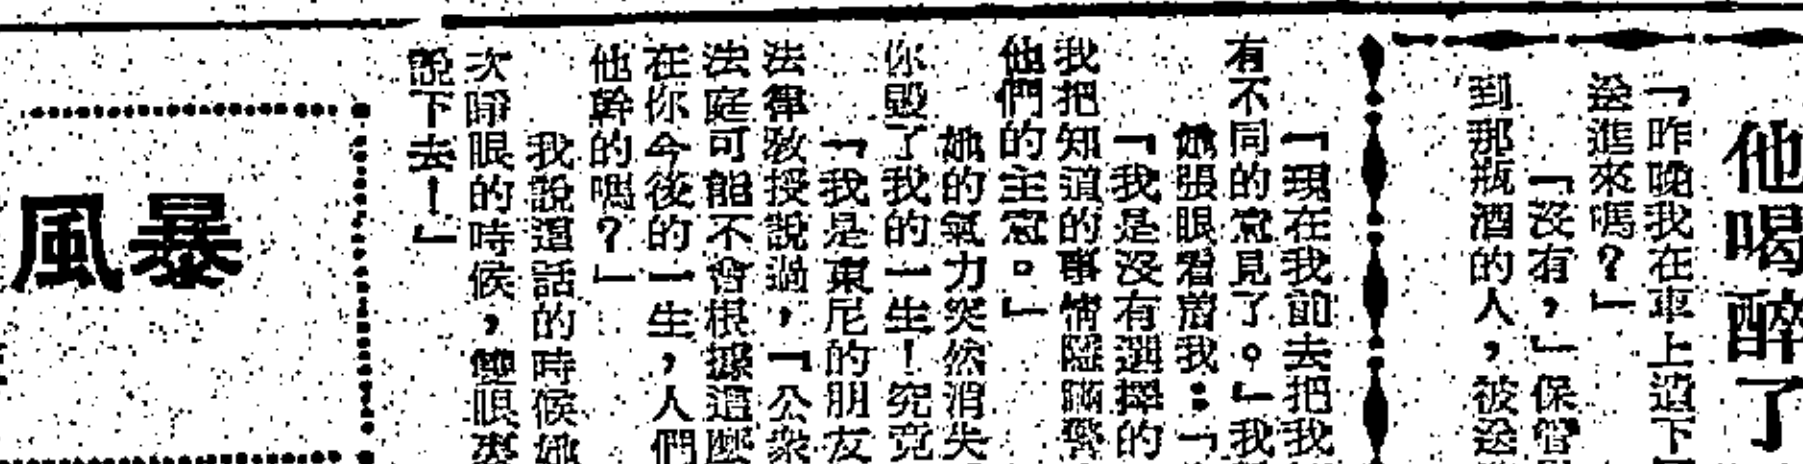 他喝醉了
「昨晚我在車上遺下
送進來嗎?」
「沒有,」保管
到那瓶酒的人,被送
「現在我前去把我
有不同的意見了。」我
她張眼看着我:「
「我是沒有選擇的
我把知道的事情隱瞞警
他們的主意。」
她的氣力突然消失
你毀了我的一生!究竟
「我是東尼的朋友
法律教授說過,「公衆
法庭可能不會根據這麼
在你今後的一生,人們
他幹的嗎?」
我說這話的時候她
次睜眼的時候,雙眼
說下去!」
暴風